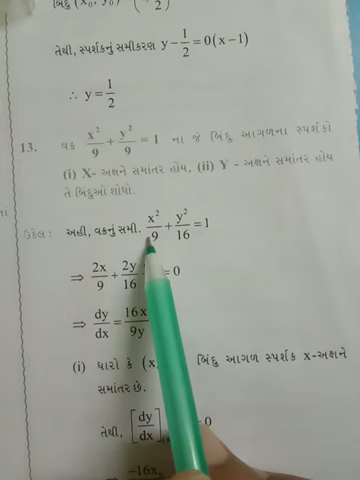 બિંદુ (x₀, y₀)
તેથી, સ્પર્શકનું સમીકરણ y − 1/2 = 0(x − 1)
∴ y = 1/2
13. વક્ર x²/9 + y²/9 = 1 ના જે બિંદુ આગળના સ્પર્શકો
(i) X- અક્ષને સમાંતર હોય, (ii) Y - અક્ષને સમાંતર હોય
તે બિંદુઓ શોધો.
ઉકેલ : અહી, વક્રનું સમી. x²/9 + y²/16 = 1
⇒ 2x/9 + 2y/16 = 0
⇒ dy/dx = 16x/9y
(i) ધારો કે (x, બિંદુ આગળ સ્પર્શક x-અક્ષને
સમાંતર છે.
તેથી, [dy/dx] = 0
⇒ −16x₀